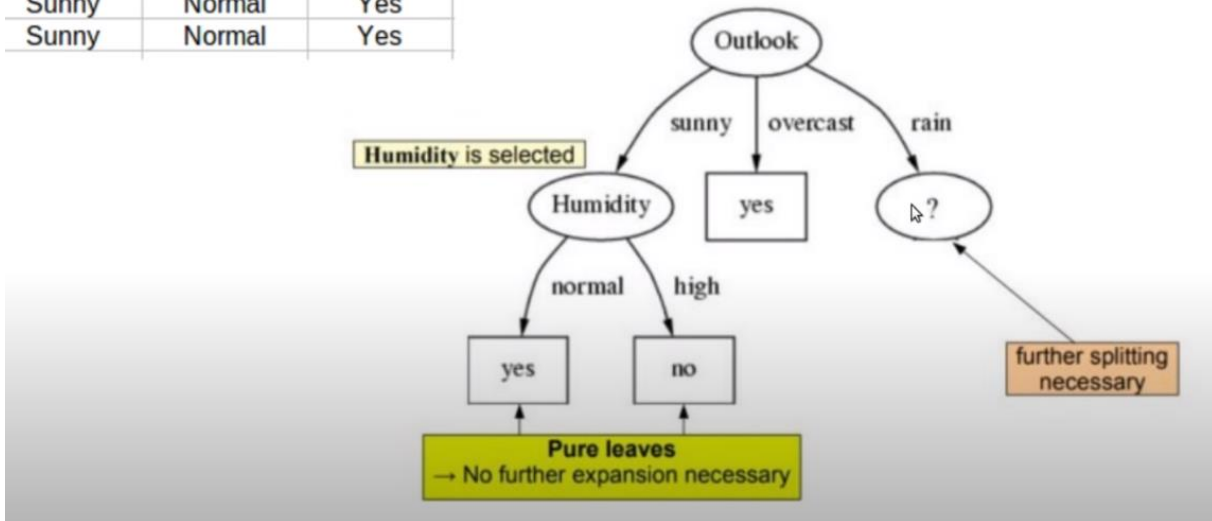 Sunny Normal Yes
Sunny Normal Yes
Outlook
sunny overcast rain
Humidity is selected
Humidity yes ?
normal high
yes no
further splitting
necessary
Pure leaves
→ No further expansion necessary